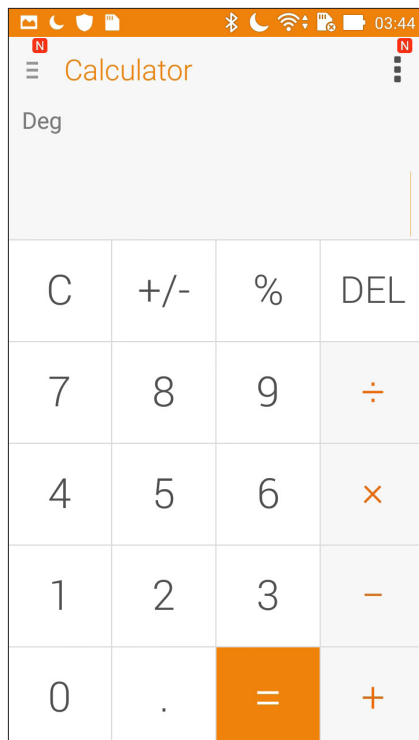 03:44
N N
Calculator
Deg
C +/- % DEL
7 8 9 ÷
4 5 6 ×
1 2 3 −
0 . = +